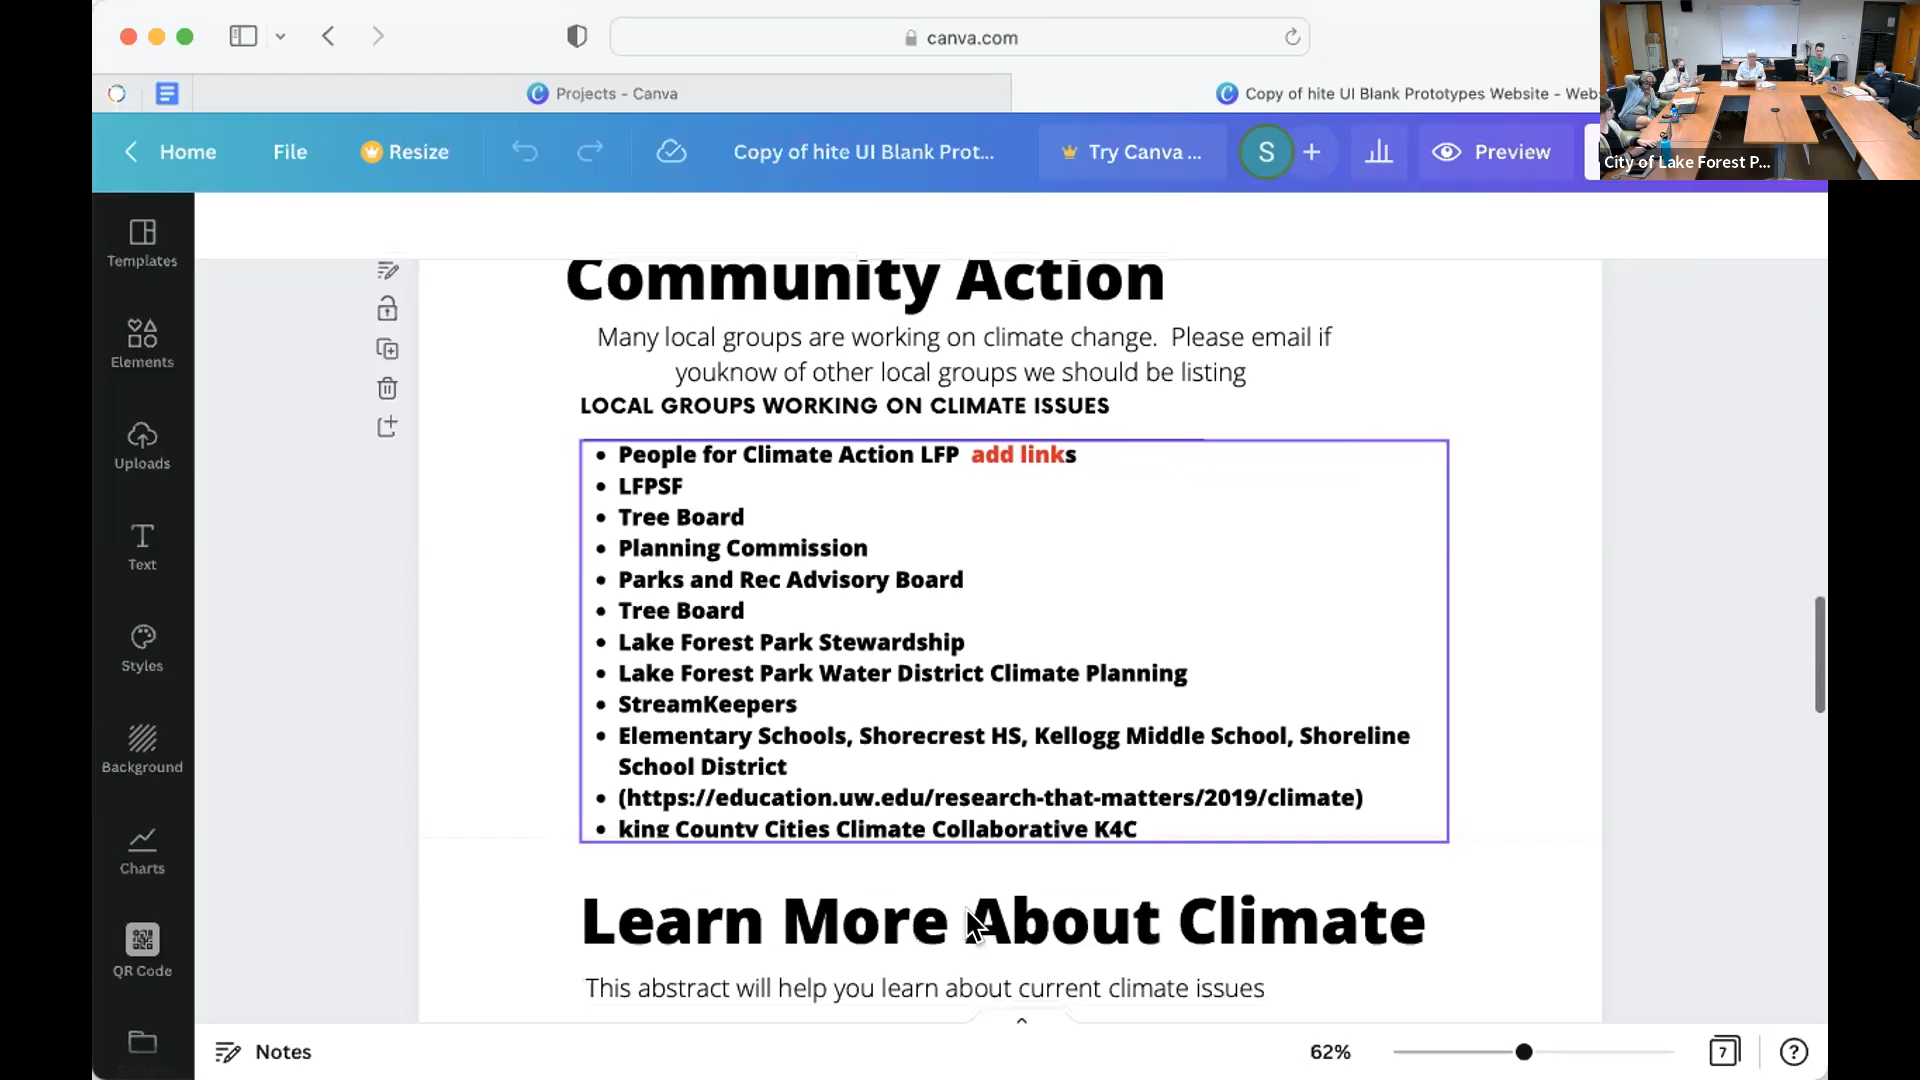 canva.com
Projects - Canva
Copy of hite UI Blank Prototypes Website - Web
Home
File
Resize
Copy of hite UI Blank Prot...
Try Canva ...
S
+
Preview
City of Lake Forest P...
Templates
Elements
Uploads
Text
Styles
Background
Charts
QR Code
Community Action
Many local groups are working on climate change. Please email if
youknow of other local groups we should be listing
LOCAL GROUPS WORKING ON CLIMATE ISSUES
• People for Climate Action LFP add links
• LFPSF
• Tree Board
• Planning Commission
• Parks and Rec Advisory Board
• Tree Board
• Lake Forest Park Stewardship
• Lake Forest Park Water District Climate Planning
• StreamKeepers
• Elementary Schools, Shorecrest HS, Kellogg Middle School, Shoreline
School District
• (https://education.uw.edu/research-that-matters/2019/climate)
• king County Cities Climate Collaborative K4C
Learn More About Climate
This abstract will help you learn about current climate issues
Notes
62%
7
?